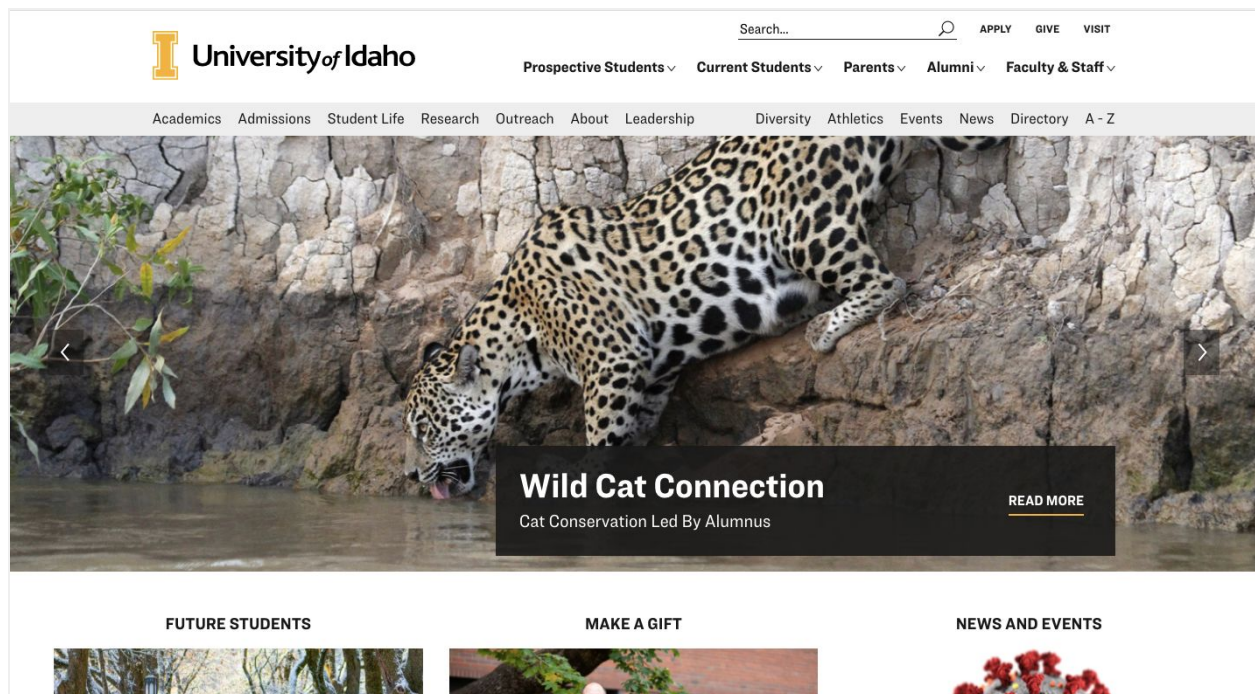 Search...
APPLY GIVE VISIT
I University of Idaho
Prospective Students Current Students Parents Alumni Faculty & Staff
Academics Admissions Student Life Research Outreach About Leadership Diversity Athletics Events News Directory A - Z
Wild Cat Connection
READ MORE
Cat Conservation Led By Alumnus
FUTURE STUDENTS MAKE A GIFT NEWS AND EVENTS